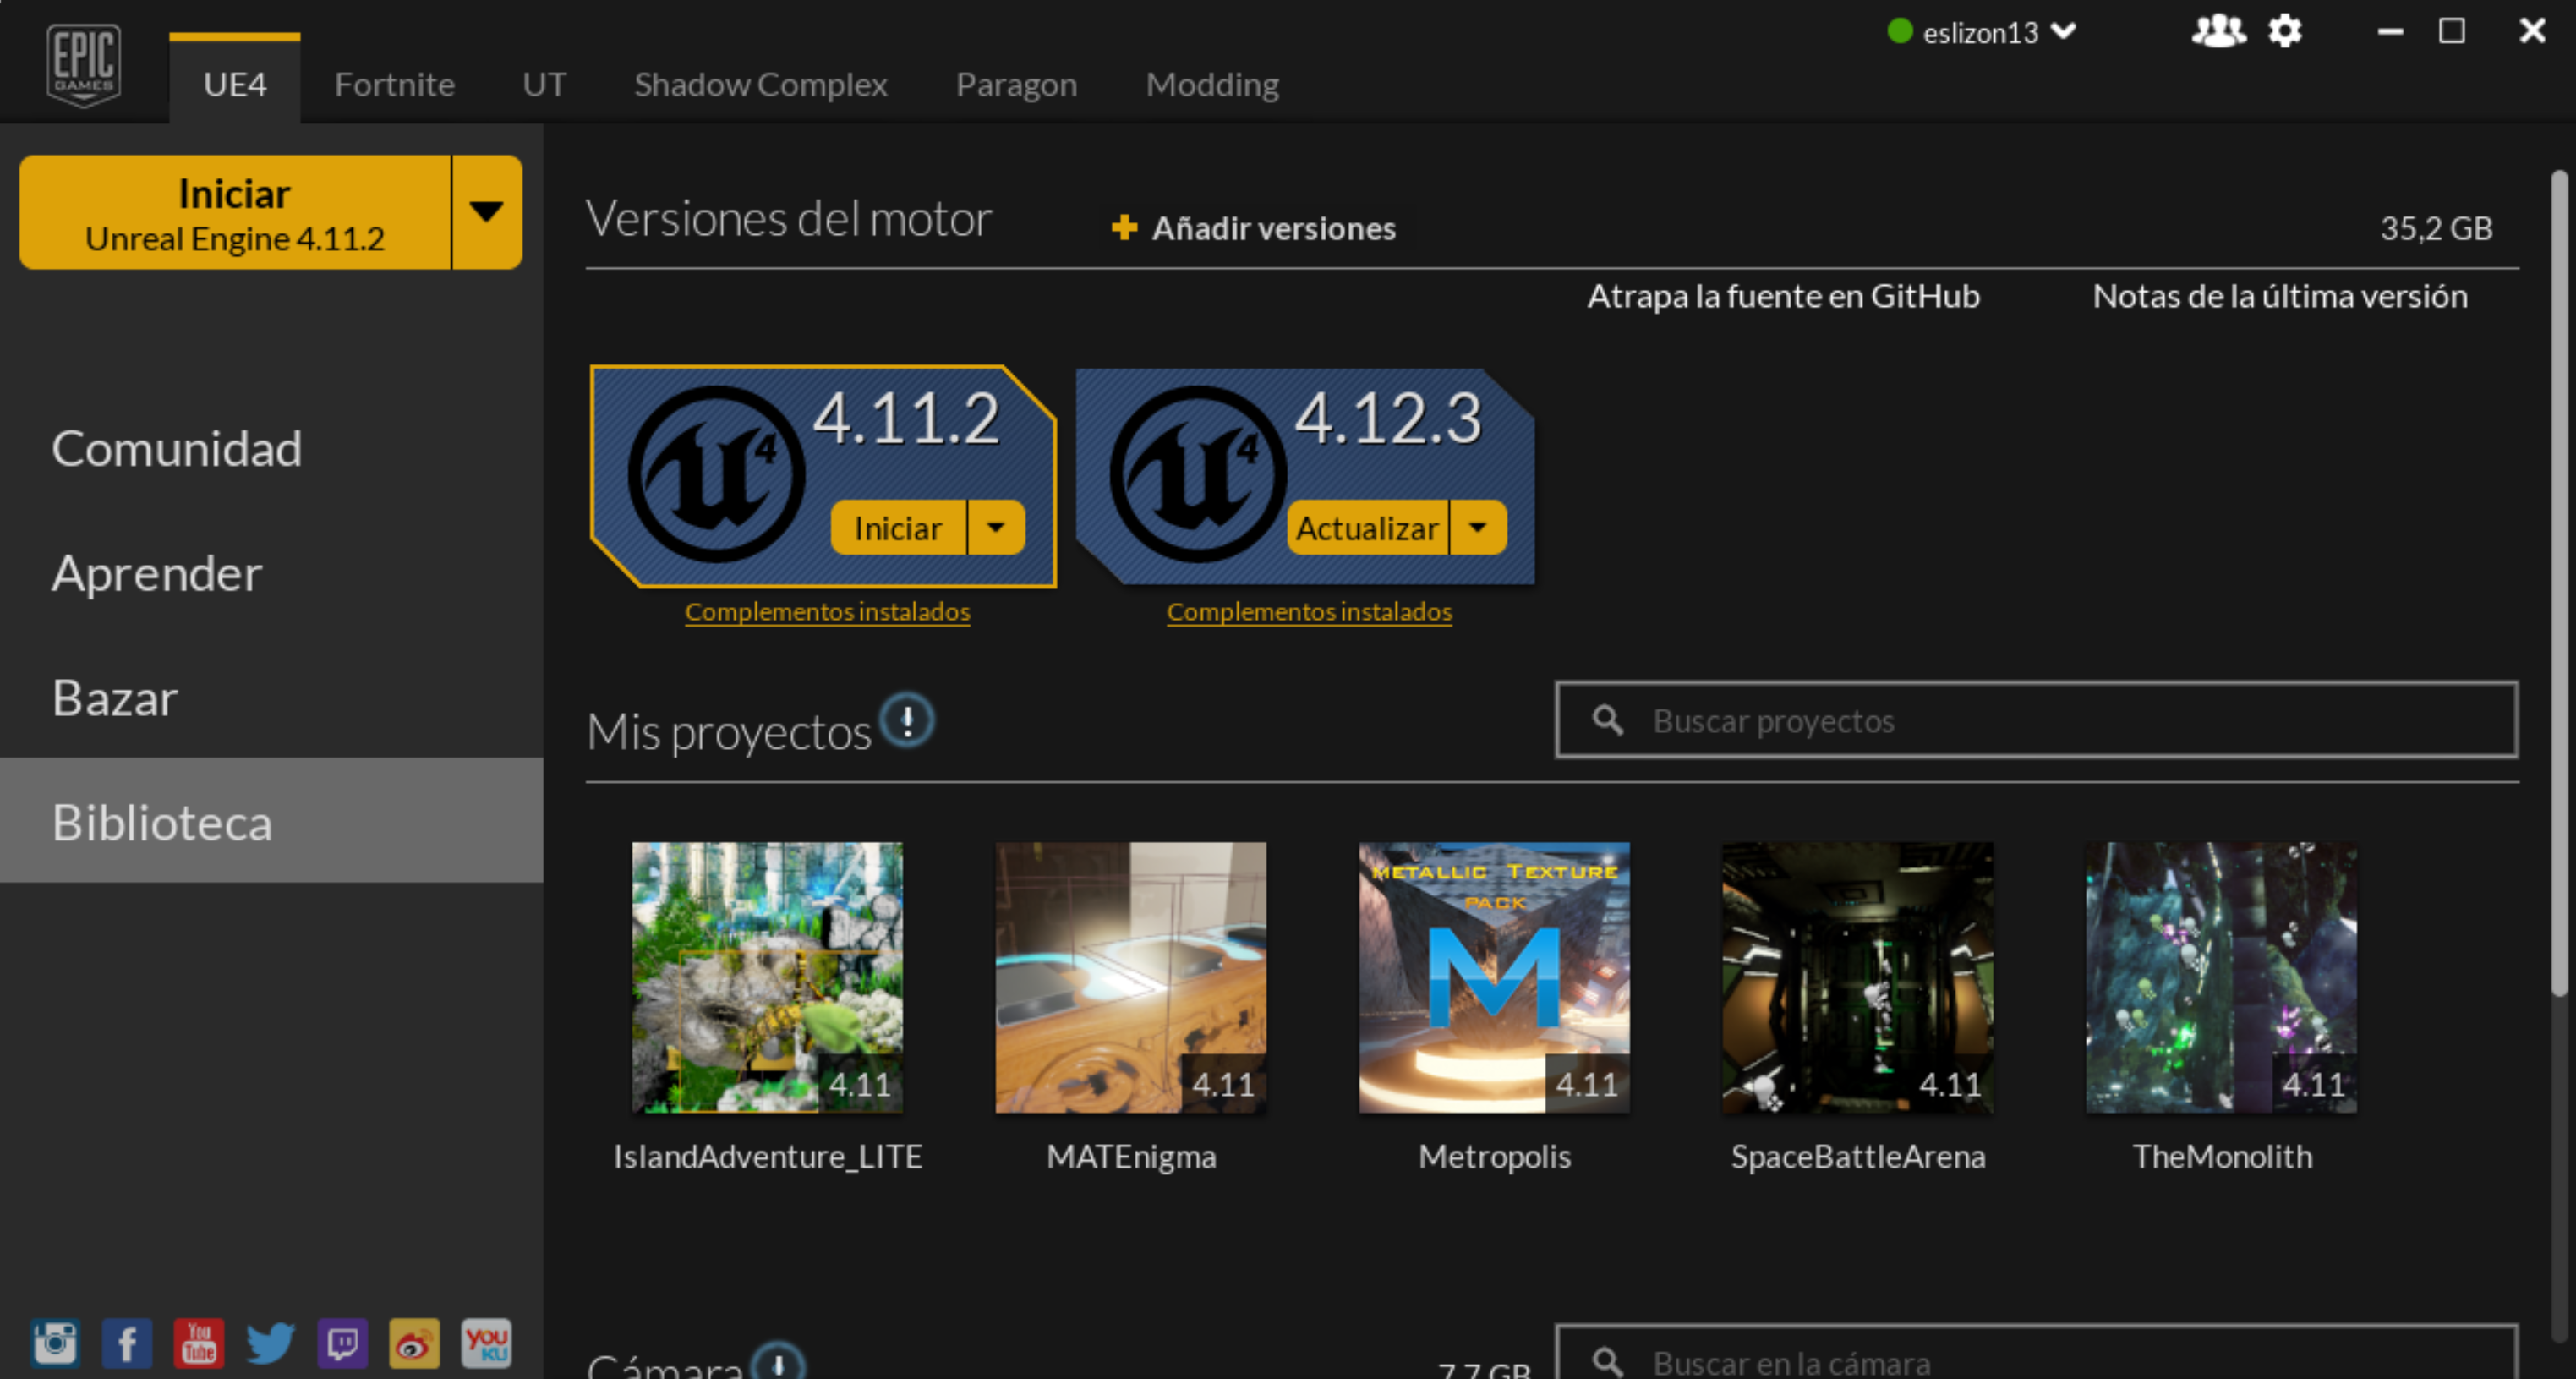 EPIC
GAMES
UE4
Fortnite
UT
Shadow Complex
Paragon
Modding
eslizon13
Iniciar
Unreal Engine 4.11.2
Comunidad
Aprender
Bazar
Biblioteca
Versiones del motor
Añadir versiones
35,2 GB
Atrapa la fuente en GitHub
Notas de la última versión
4.11.2
Iniciar
Complementos instalados
4.12.3
Actualizar
Complementos instalados
Mis proyectos
Buscar proyectos
4.11
IslandAdventure_LITE
4.11
MATEnigma
METALLIC TEXTURE
PACK
M
4.11
Metropolis
4.11
SpaceBattleArena
4.11
TheMonolith
You
Tube
YOU
KU
Cámara
7,7 GB
Buscar en la cámara